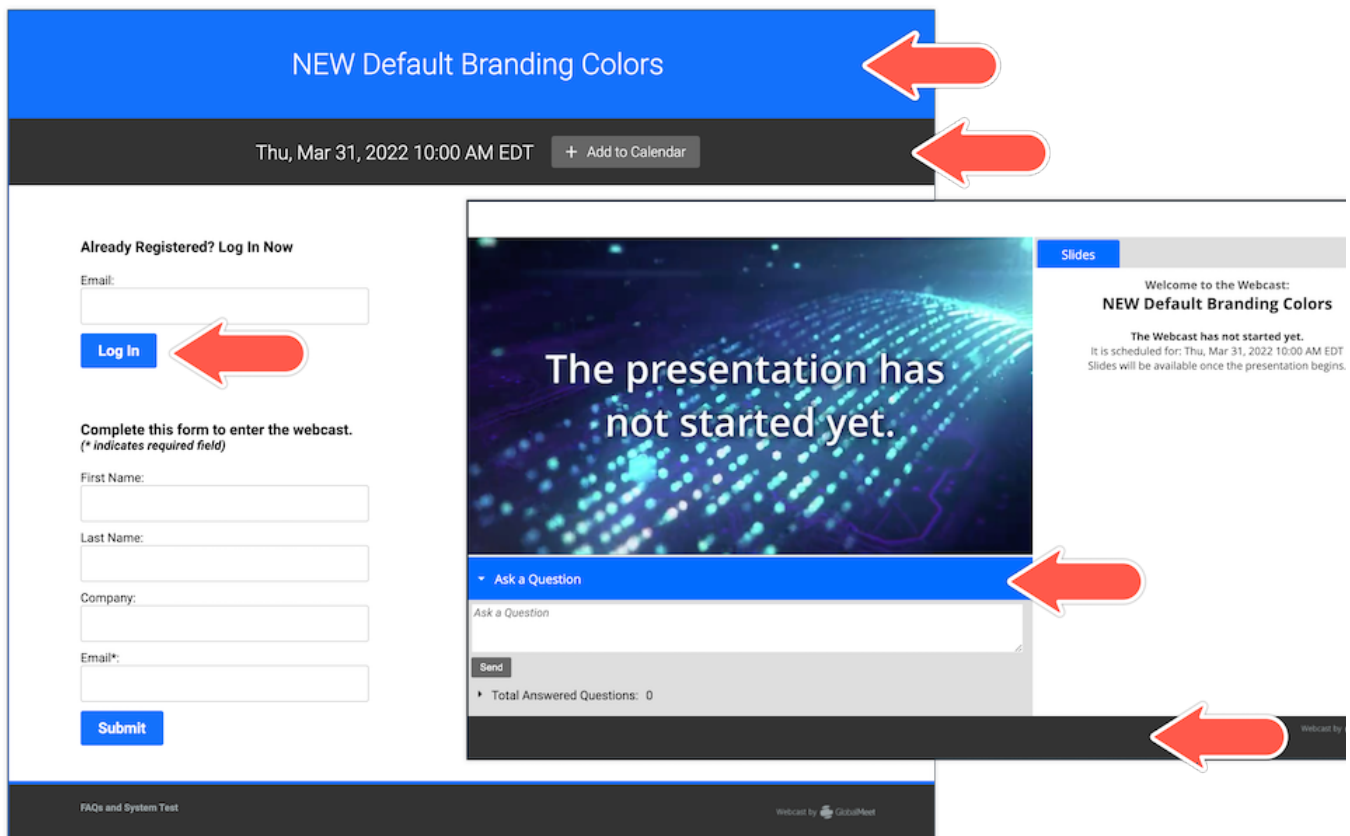 NEW Default Branding Colors
Thu, Mar 31, 2022 10:00 AM EDT
+ Add to Calendar
Already Registered? Log In Now
Email:
Log In
Complete this form to enter the webcast.
(* indicates required field)
First Name:
Last Name:
Company:
Email*:
Submit
FAQs and System Test
Webcast by GlobalMeet
The presentation has
not started yet.
Ask a Question
Ask a Question
Send
Total Answered Questions: 0
Slides
Welcome to the Webcast:
NEW Default Branding Colors
The Webcast has not started yet.
It is scheduled for: Thu, Mar 31, 2022 10:00 AM EDT
Slides will be available once the presentation begins.
Webcast by